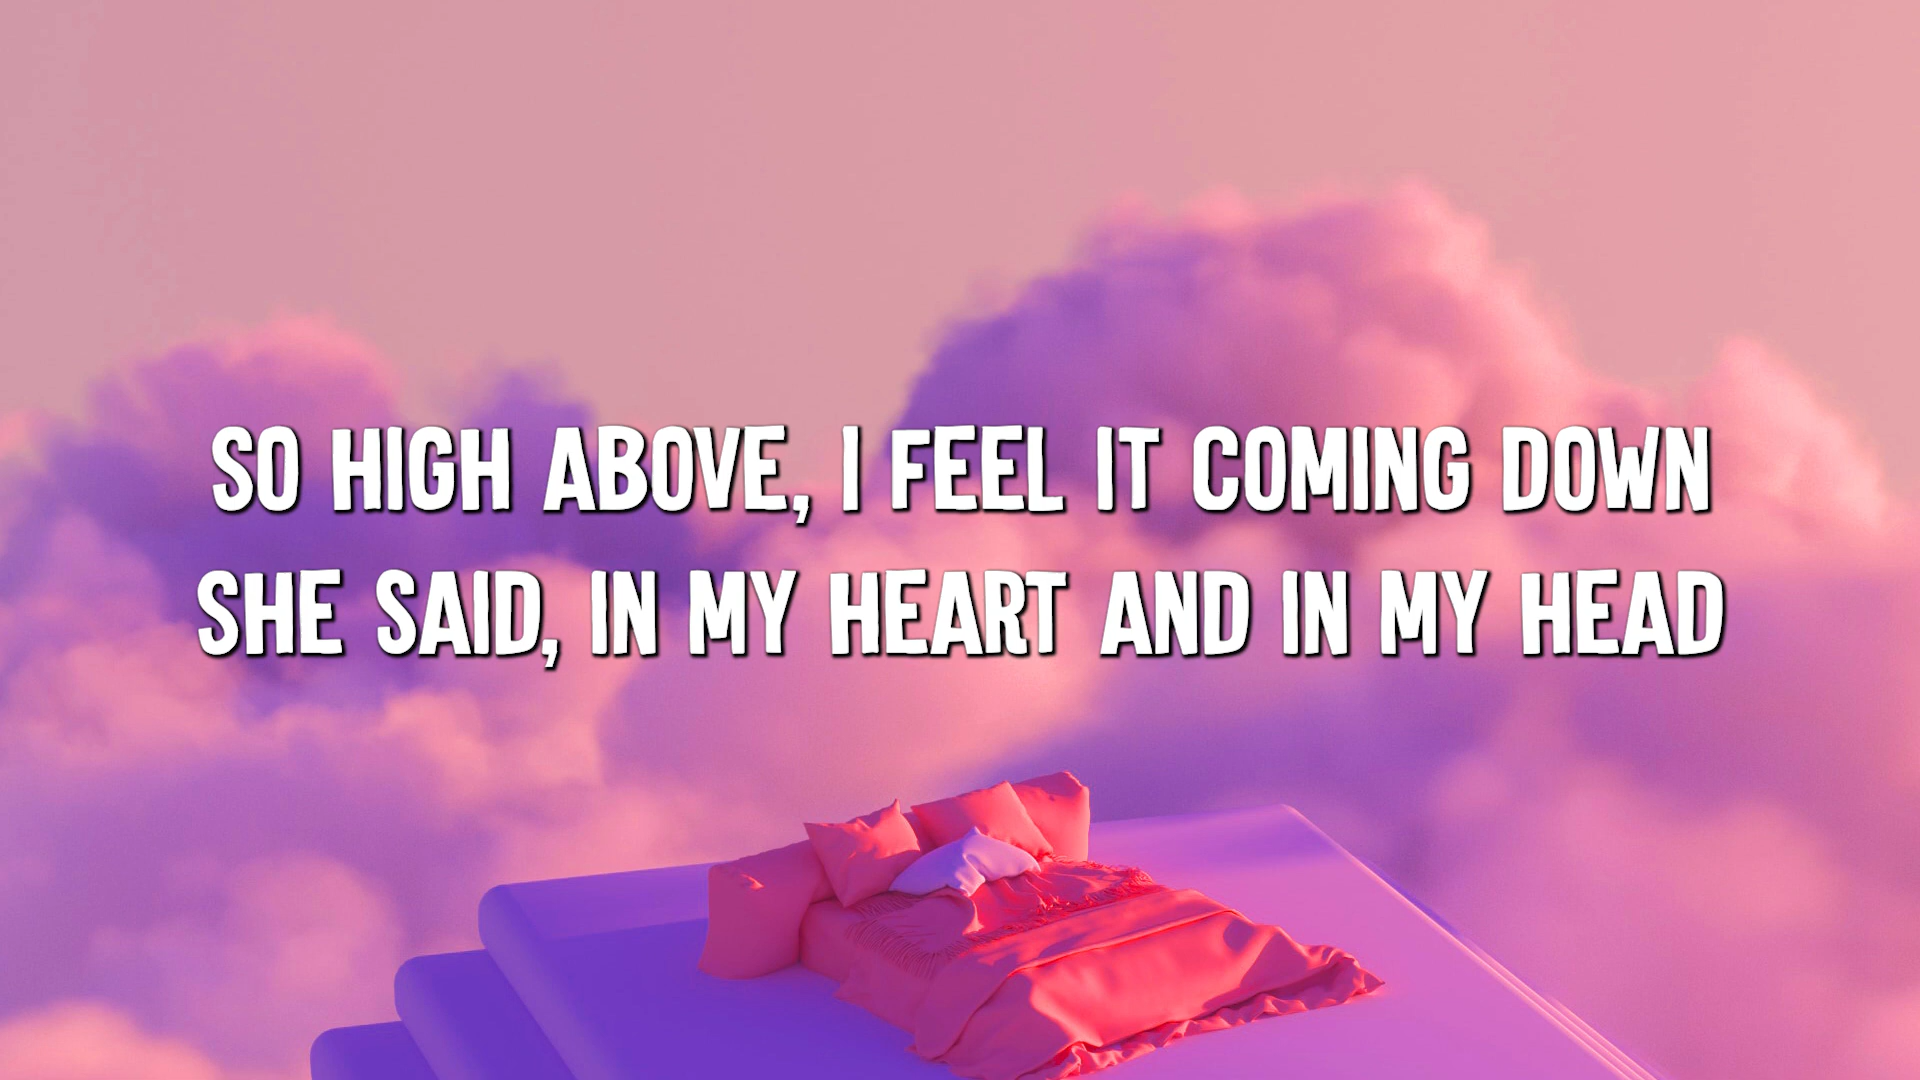 SO HIGH ABOVE, I FEEL IT COMING DOWN
SHE SAID, IN MY HEART AND IN MY HEAD